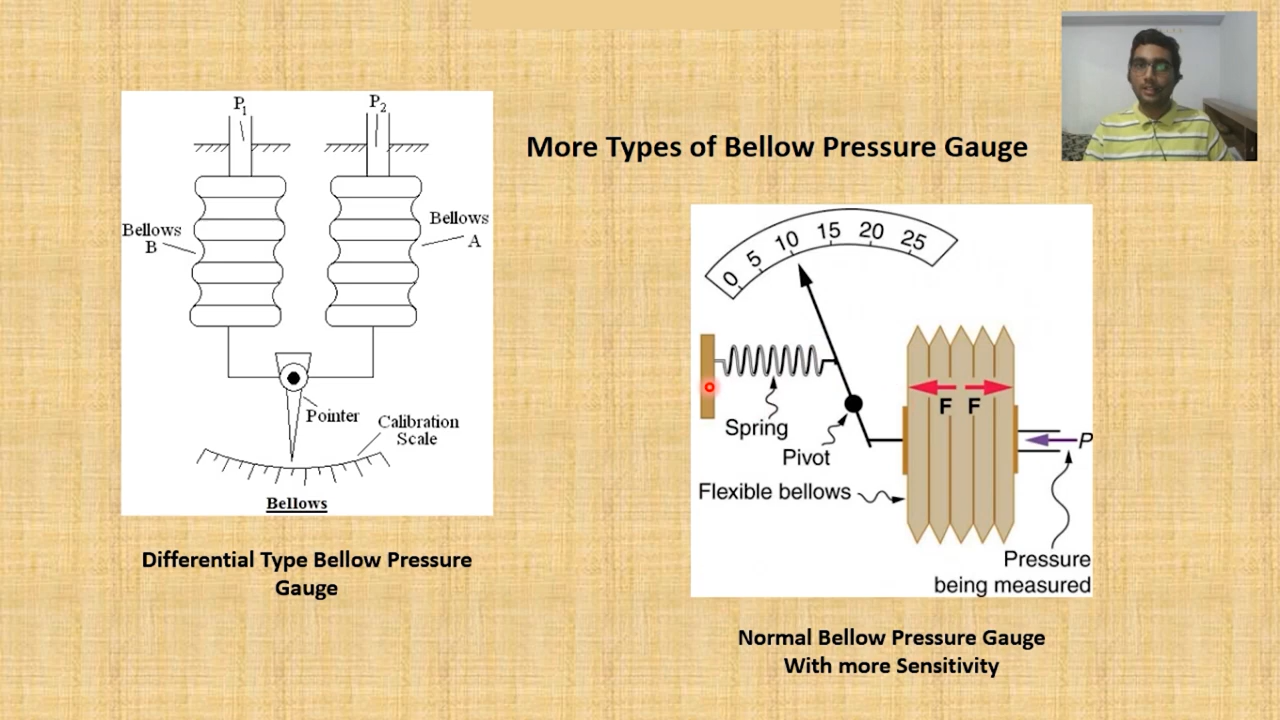 More Types of Bellow Pressure Gauge
P1
P2
Bellows
B
Bellows
A
Pointer
Calibration
Scale
Bellows
Differential Type Bellow Pressure
Gauge
0 5 10 15 20 25
Spring
Pivot
F F
P
Flexible bellows
Pressure
being measured
Normal Bellow Pressure Gauge
With more Sensitivity